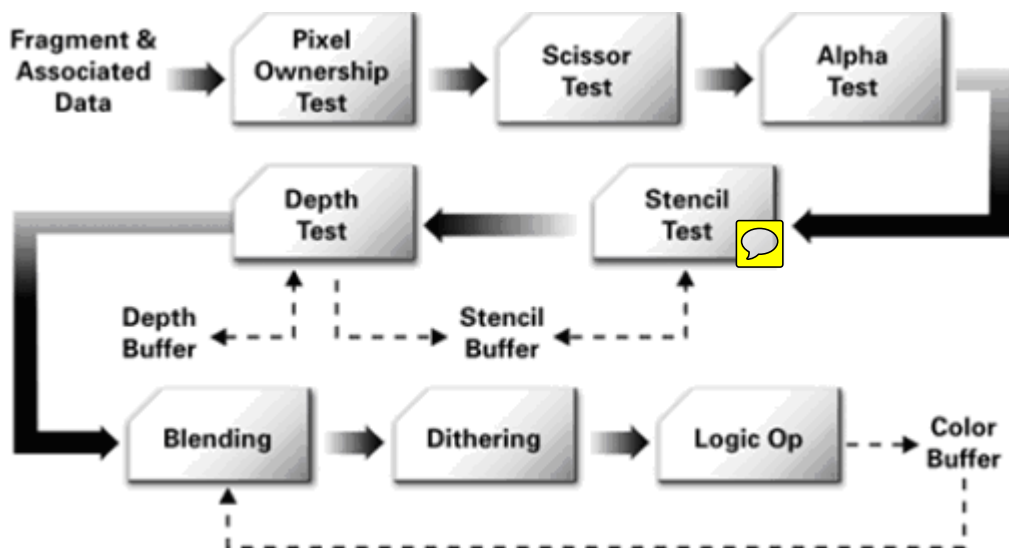 Fragment &
Associated
Data
Pixel
Ownership
Test
Scissor
Test
Alpha
Test
Depth
Test
Stencil
Test
Depth
Buffer
Stencil
Buffer
Blending
Dithering
Logic Op
Color
Buffer